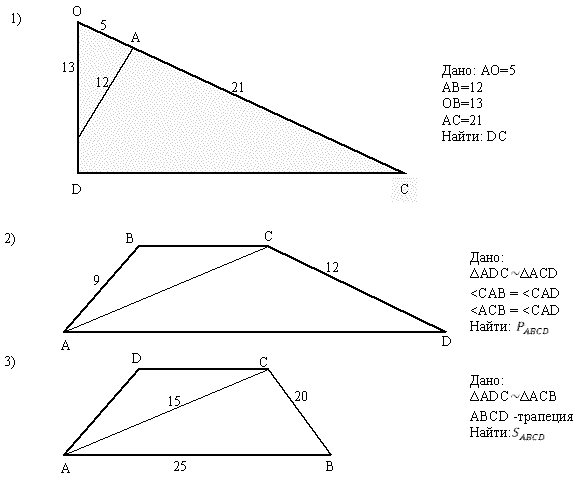 1)
O
5
A
13
12
21
D
C
Дано: AO=5
AB=12
OB=13
AC=21
Найти: DC
2)
B
C
9
12
A
D
Дано:
ΔADC~ΔACD
<CAB = <CAD
<ACB = <CAD
Найти: P_ABCD
3)
D
C
15
20
A
25
B
Дано:
ΔADC~ΔACB
ABCD -трапеция
Найти:S_ABCD